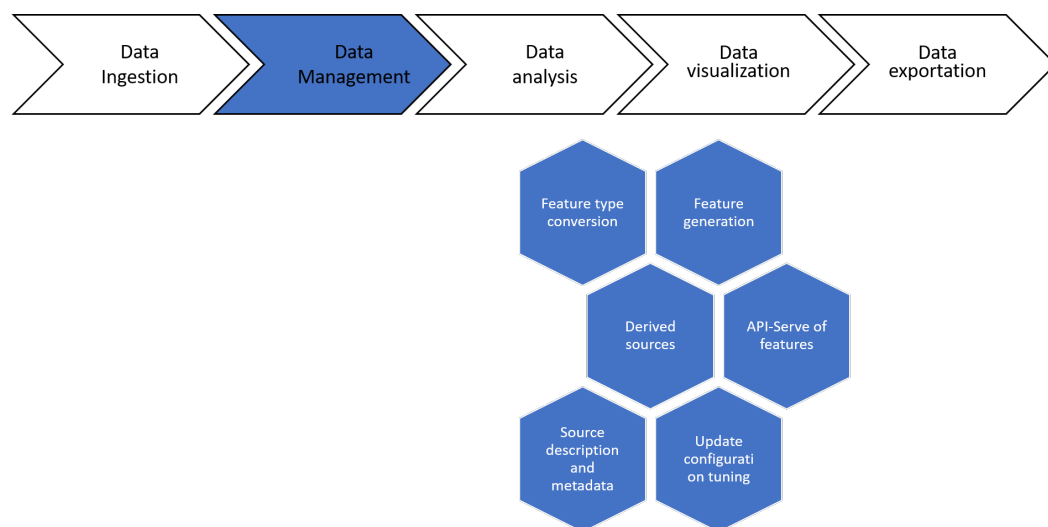 Data
Ingestion
Data
Management
Data
analysis
Data
visualization
Data
exportation
Feature type
conversion
Feature
generation
Derived
sources
API-Serve of
features
Source
description
and
metadata
Update
configurati
on tuning